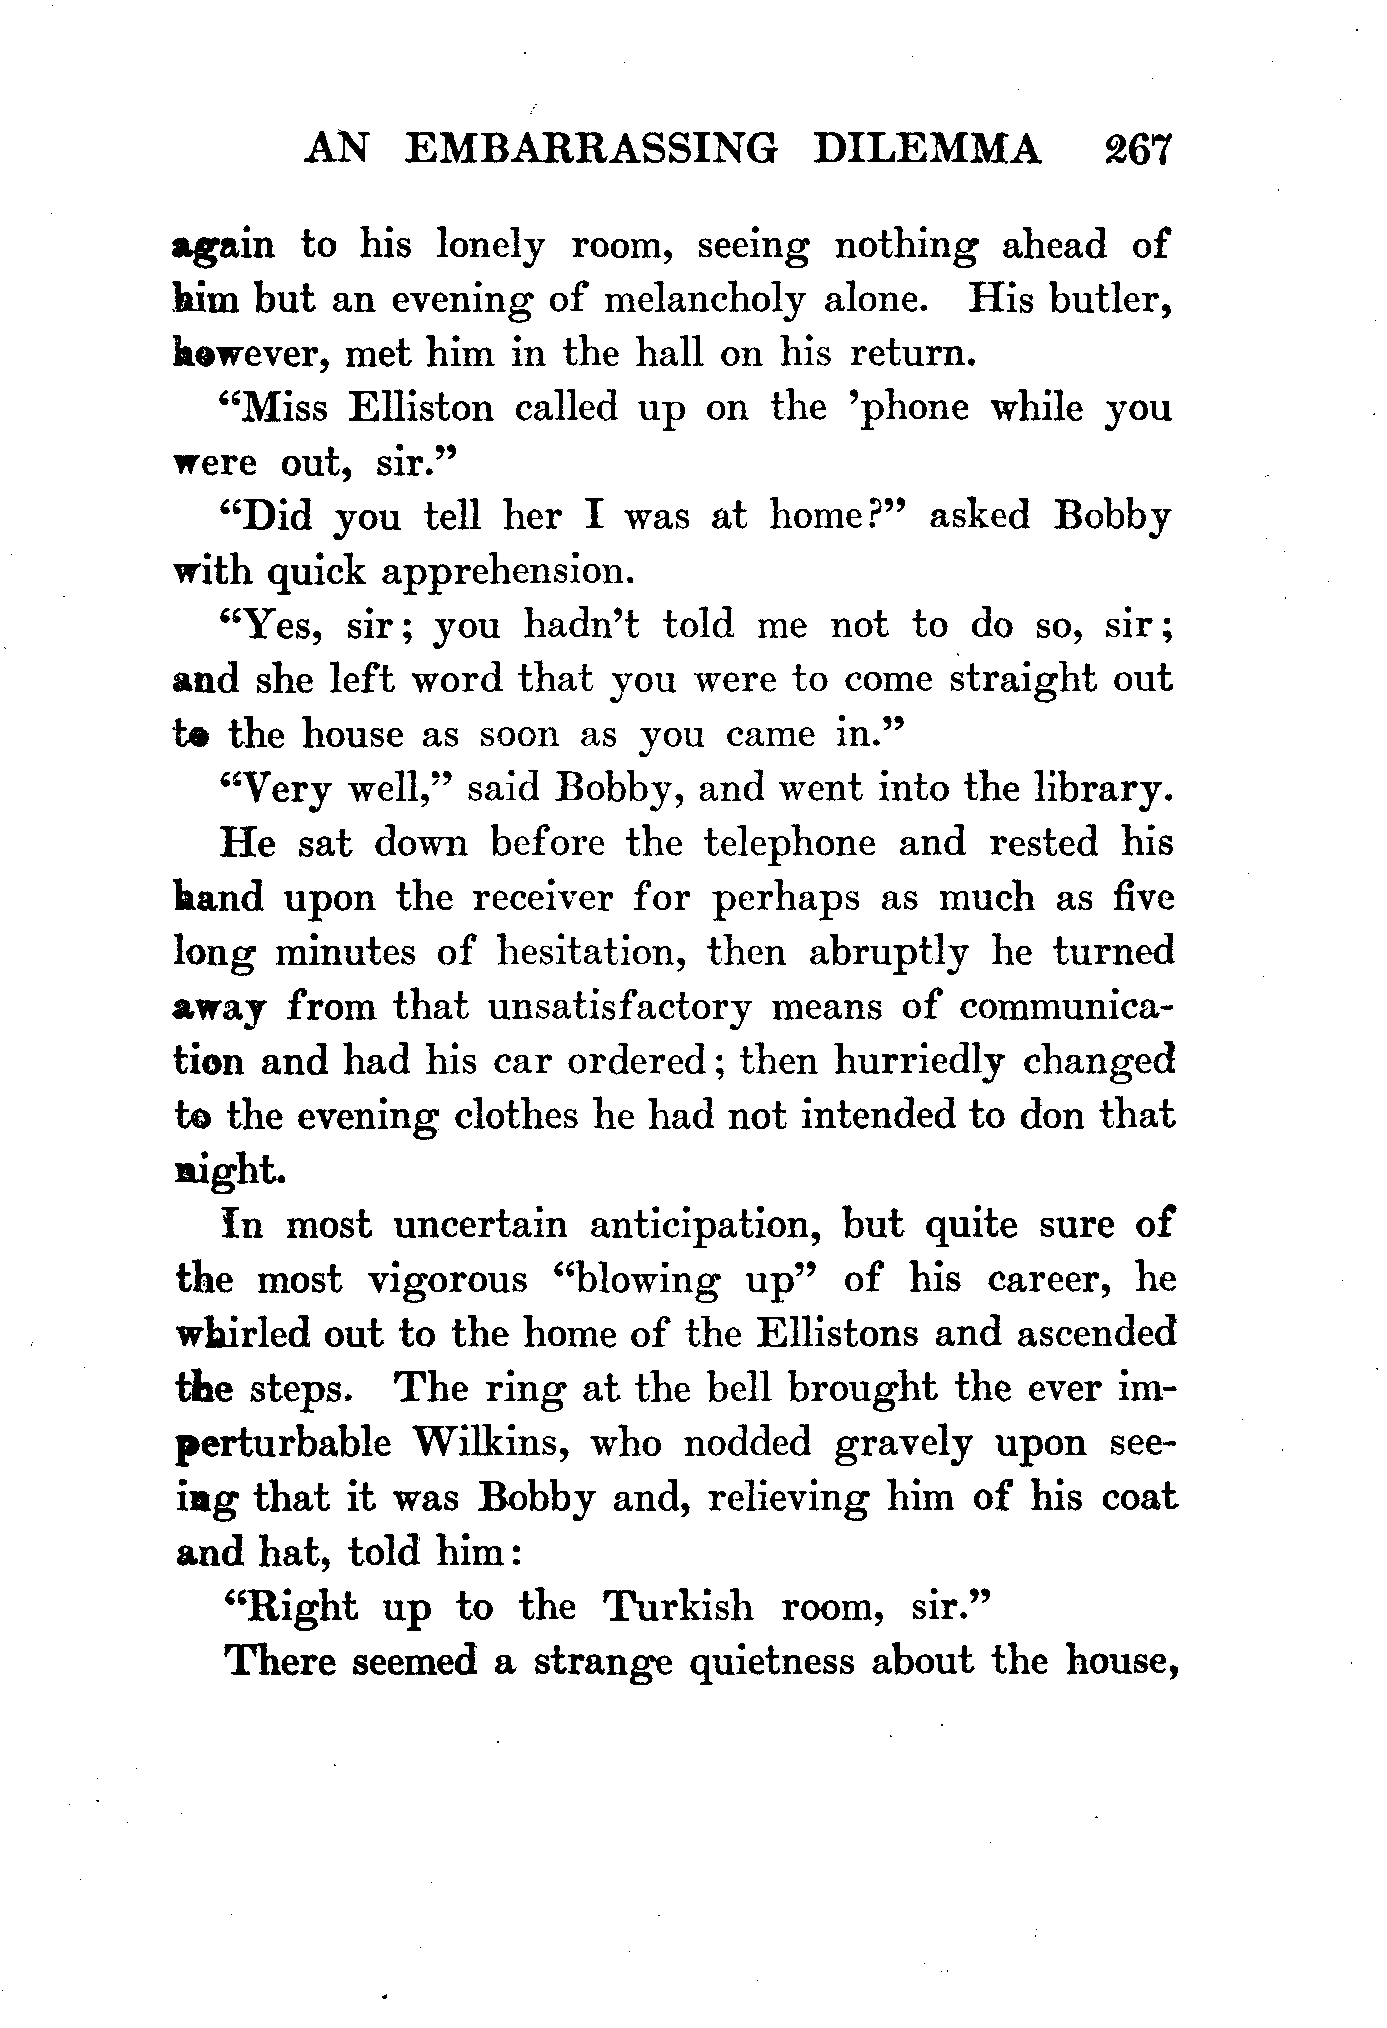 AN EMBARRASSING DILEMMA 267
again to his lonely room, seeing nothing ahead of
him but an evening of melancholy alone. His butler,
however, met him in the hall on his return.
“Miss Elliston called up on the ’phone while you
were out, sir.”
“Did you tell her I was at home?” asked Bobby
with quick apprehension.
“Yes, sir; you hadn’t told me not to do so, sir;
and she left word that you were to come straight out
to the house as soon as you came in.”
“Very well,” said Bobby, and went into the library.
He sat down before the telephone and rested his
hand upon the receiver for perhaps as much as five
long minutes of hesitation, then abruptly he turned
away from that unsatisfactory means of communica-
tion and had his car ordered; then hurriedly changed
to the evening clothes he had not intended to don that
night.
In most uncertain anticipation, but quite sure of
the most vigorous “blowing up” of his career, he
whirled out to the home of the Ellistons and ascended
the steps. The ring at the bell brought the ever im-
perturbable Wilkins, who nodded gravely upon see-
ing that it was Bobby and, relieving him of his coat
and hat, told him:
“Right up to the Turkish room, sir.”
There seemed a strange quietness about the house,